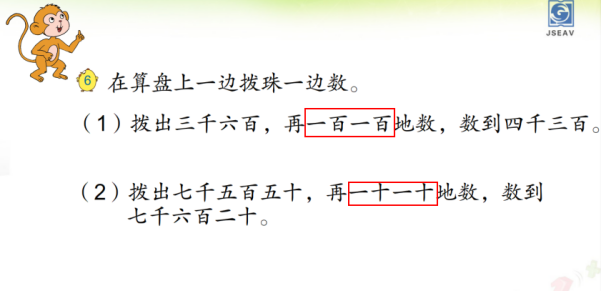 JSEAV
6 在算盘上一边拨珠一边数。
（1）拨出三千六百，再一百一百地数，数到四千三百。
（2）拨出七千五百五十，再一十一十地数，数到
七千六百二十。